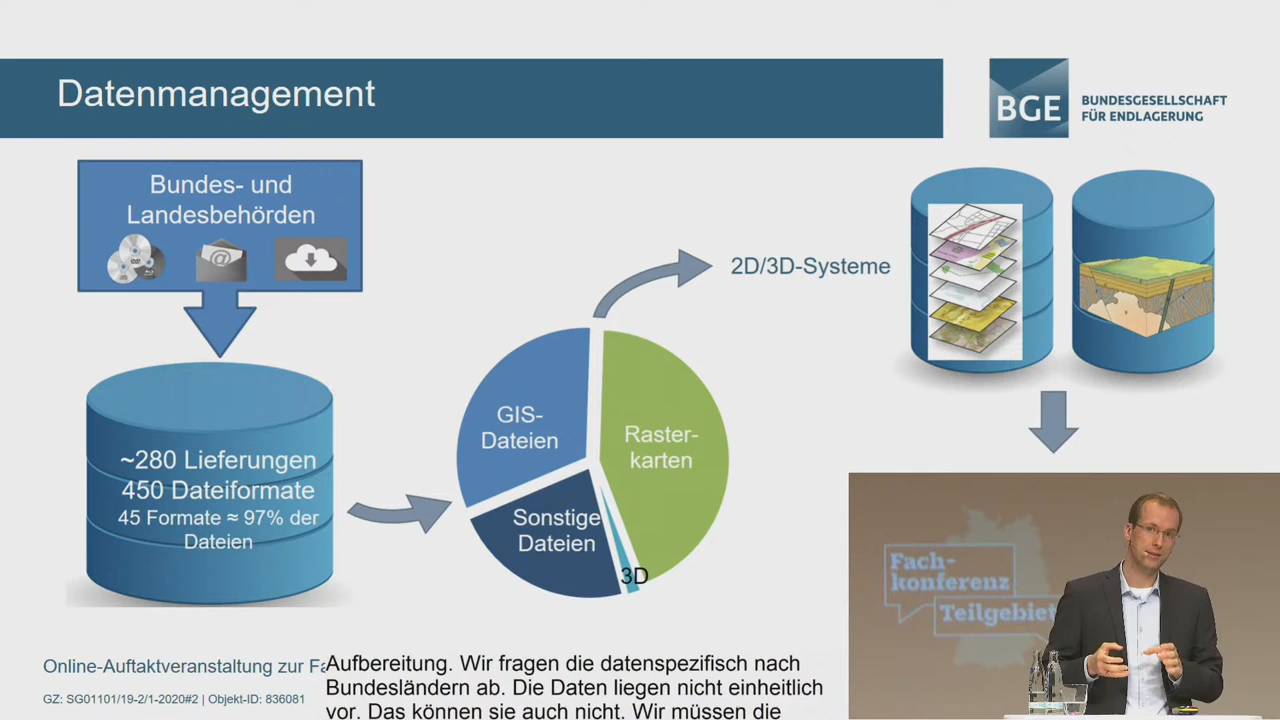 Datenmanagement
BGE
BUNDESGESELLSCHAFT
FÜR ENDLAGERUNG
Bundes- und
Landesbehörden
@
~280 Lieferungen
450 Dateiformate
45 Formate ≈ 97% der
Dateien
GIS-
Dateien
Raster-
karten
Sonstige
Dateien
3D
2D/3D-Systeme
Fach-
konferenz
Teilgebiet
Online-Auftaktveranstaltung zur
GZ: SG01101/19-2/1-2020#2 | Objekt-ID: 836081
Aufbereitung. Wir fragen die datenspezifisch nach
Bundesländern ab. Die Daten liegen nicht einheitlich
vor. Das können sie auch nicht. Wir müssen die